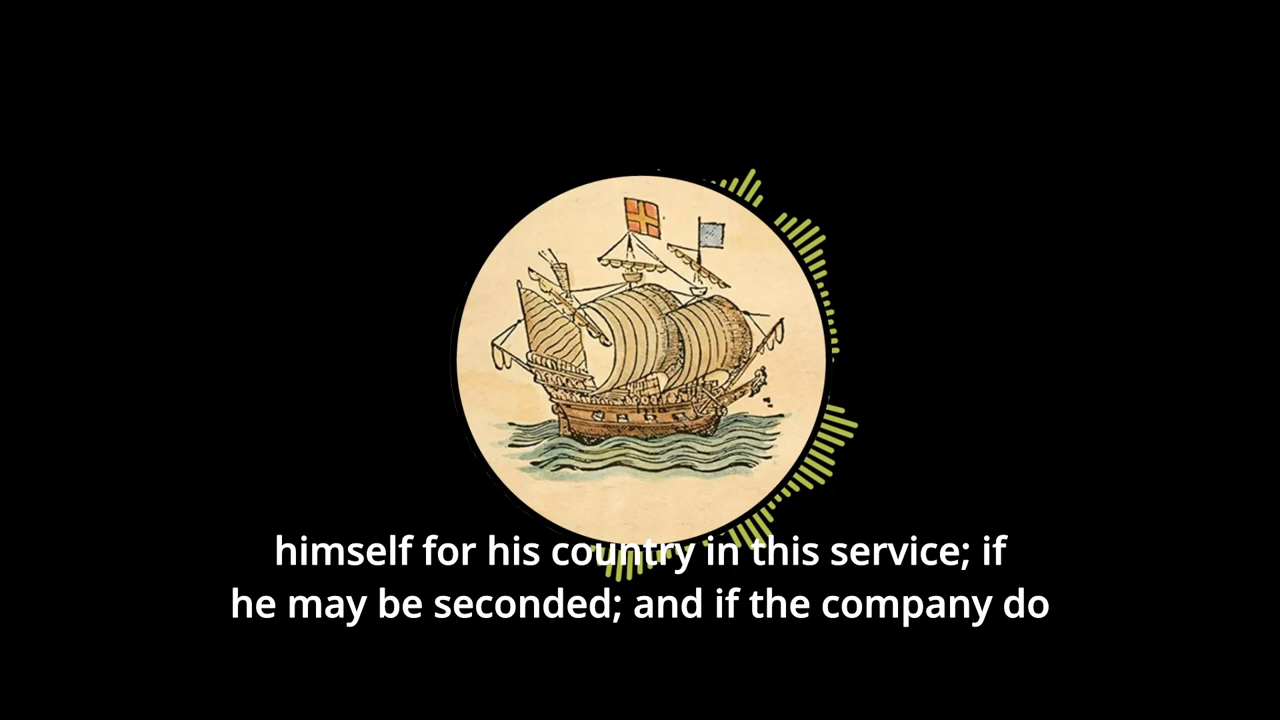 himself for his country in this service; if
he may be seconded; and if the company do